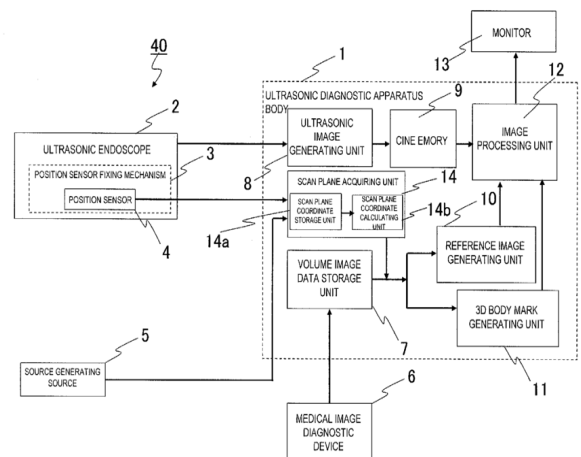 40
1
2
3
4
ULTRASONIC ENDOSCOPE
POSITION SENSOR FIXING MECHANISM
POSITION SENSOR
ULTRASONIC DIAGNOSTIC APPARATUS
BODY
ULTRASONIC
IMAGE
GENERATING UNIT
8
9
CINE EMORY
MONITOR
13
12
IMAGE
PROCESSING UNIT
SCAN PLANE ACQUIRING UNIT
14
SCAN PLANE
COORDINATE
STORAGE UNIT
14a
SCAN PLANE
COORDINATE
CALCULATING
UNIT
14b
10
REFERENCE IMAGE
GENERATING UNIT
VOLUME IMAGE
DATA STORAGE
UNIT
7
3D BODY MARK
GENERATING UNIT
11
5
SOURCE GENERATING
SOURCE
6
MEDICAL IMAGE
DIAGNOSTIC
DEVICE